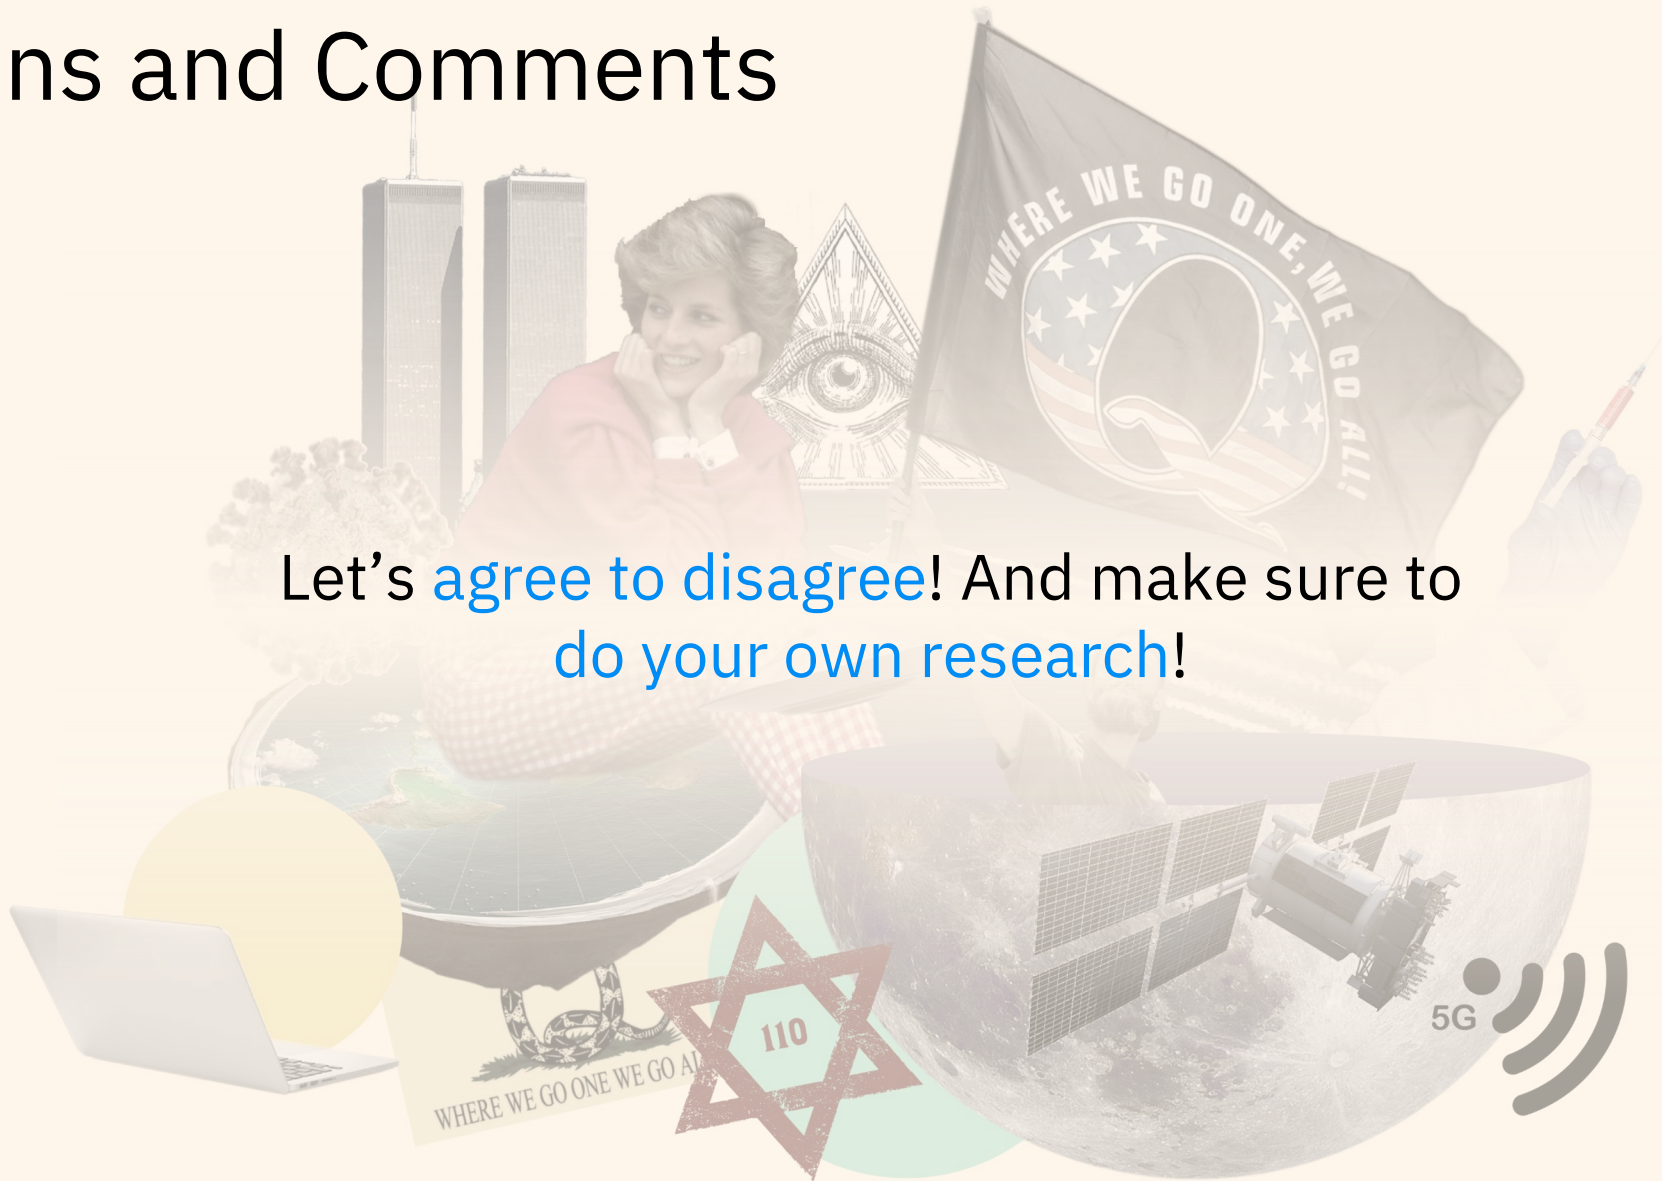 ns and Comments
WHERE WE GO ONE, WE GO ALL!
Let’s agree to disagree! And make sure to
do your own research!
110
5G
WHERE WE GO ONE WE GO AL